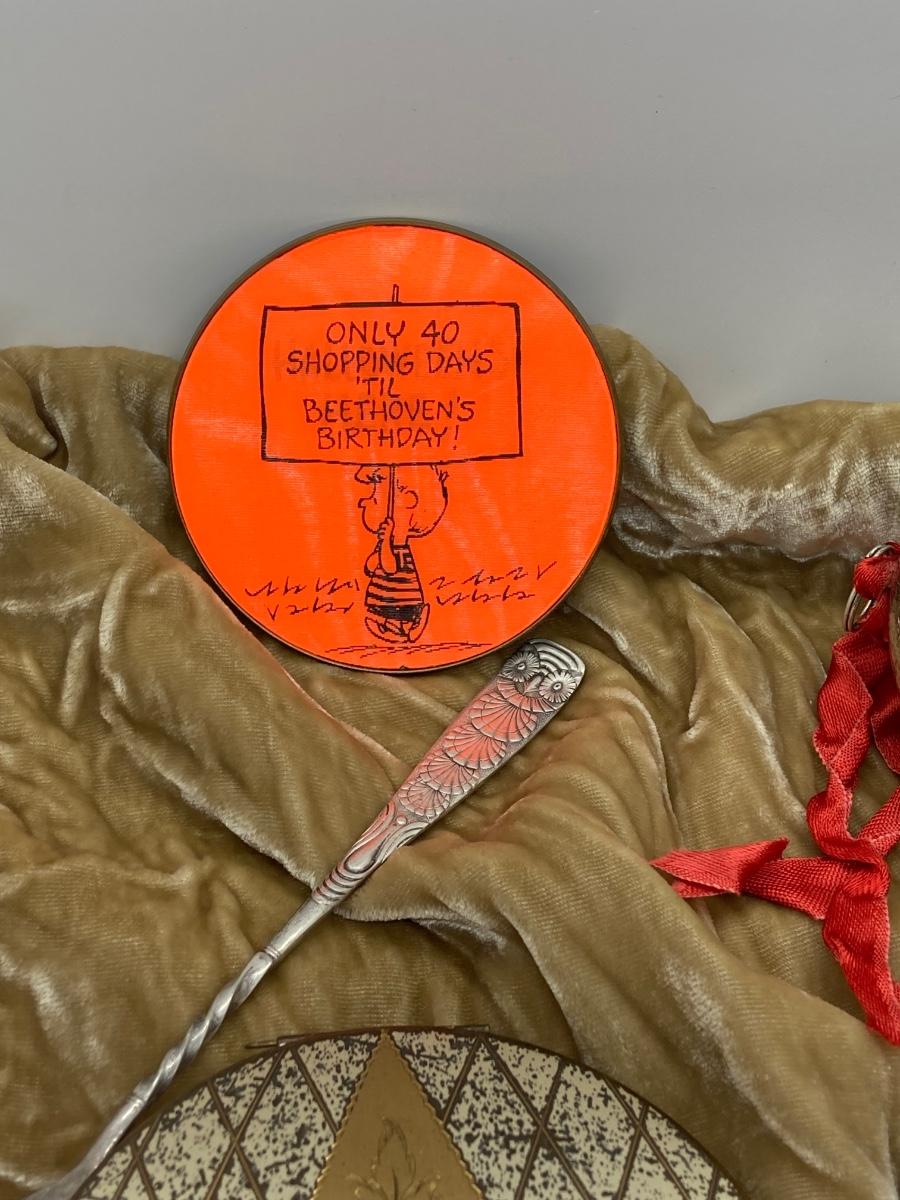 ONLY 40
SHOPPING DAYS
'TIL
BEETHOVEN'S
BIRTHDAY!